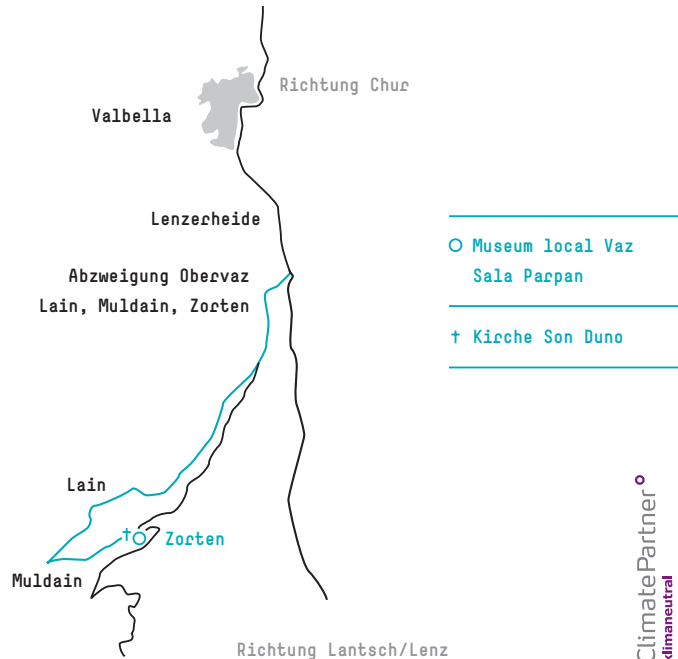 Richtung Chur
Valbella
Lenzerheide
Abzweigung Obervaz
Lain, Muldain, Zorten
Museum local Vaz
Sala Parpan
† Kirche Son Duno
Lain
† Zorten
Muldain
Richtung Lantsch/Lenz
ClimatePartner°
klimaneutral